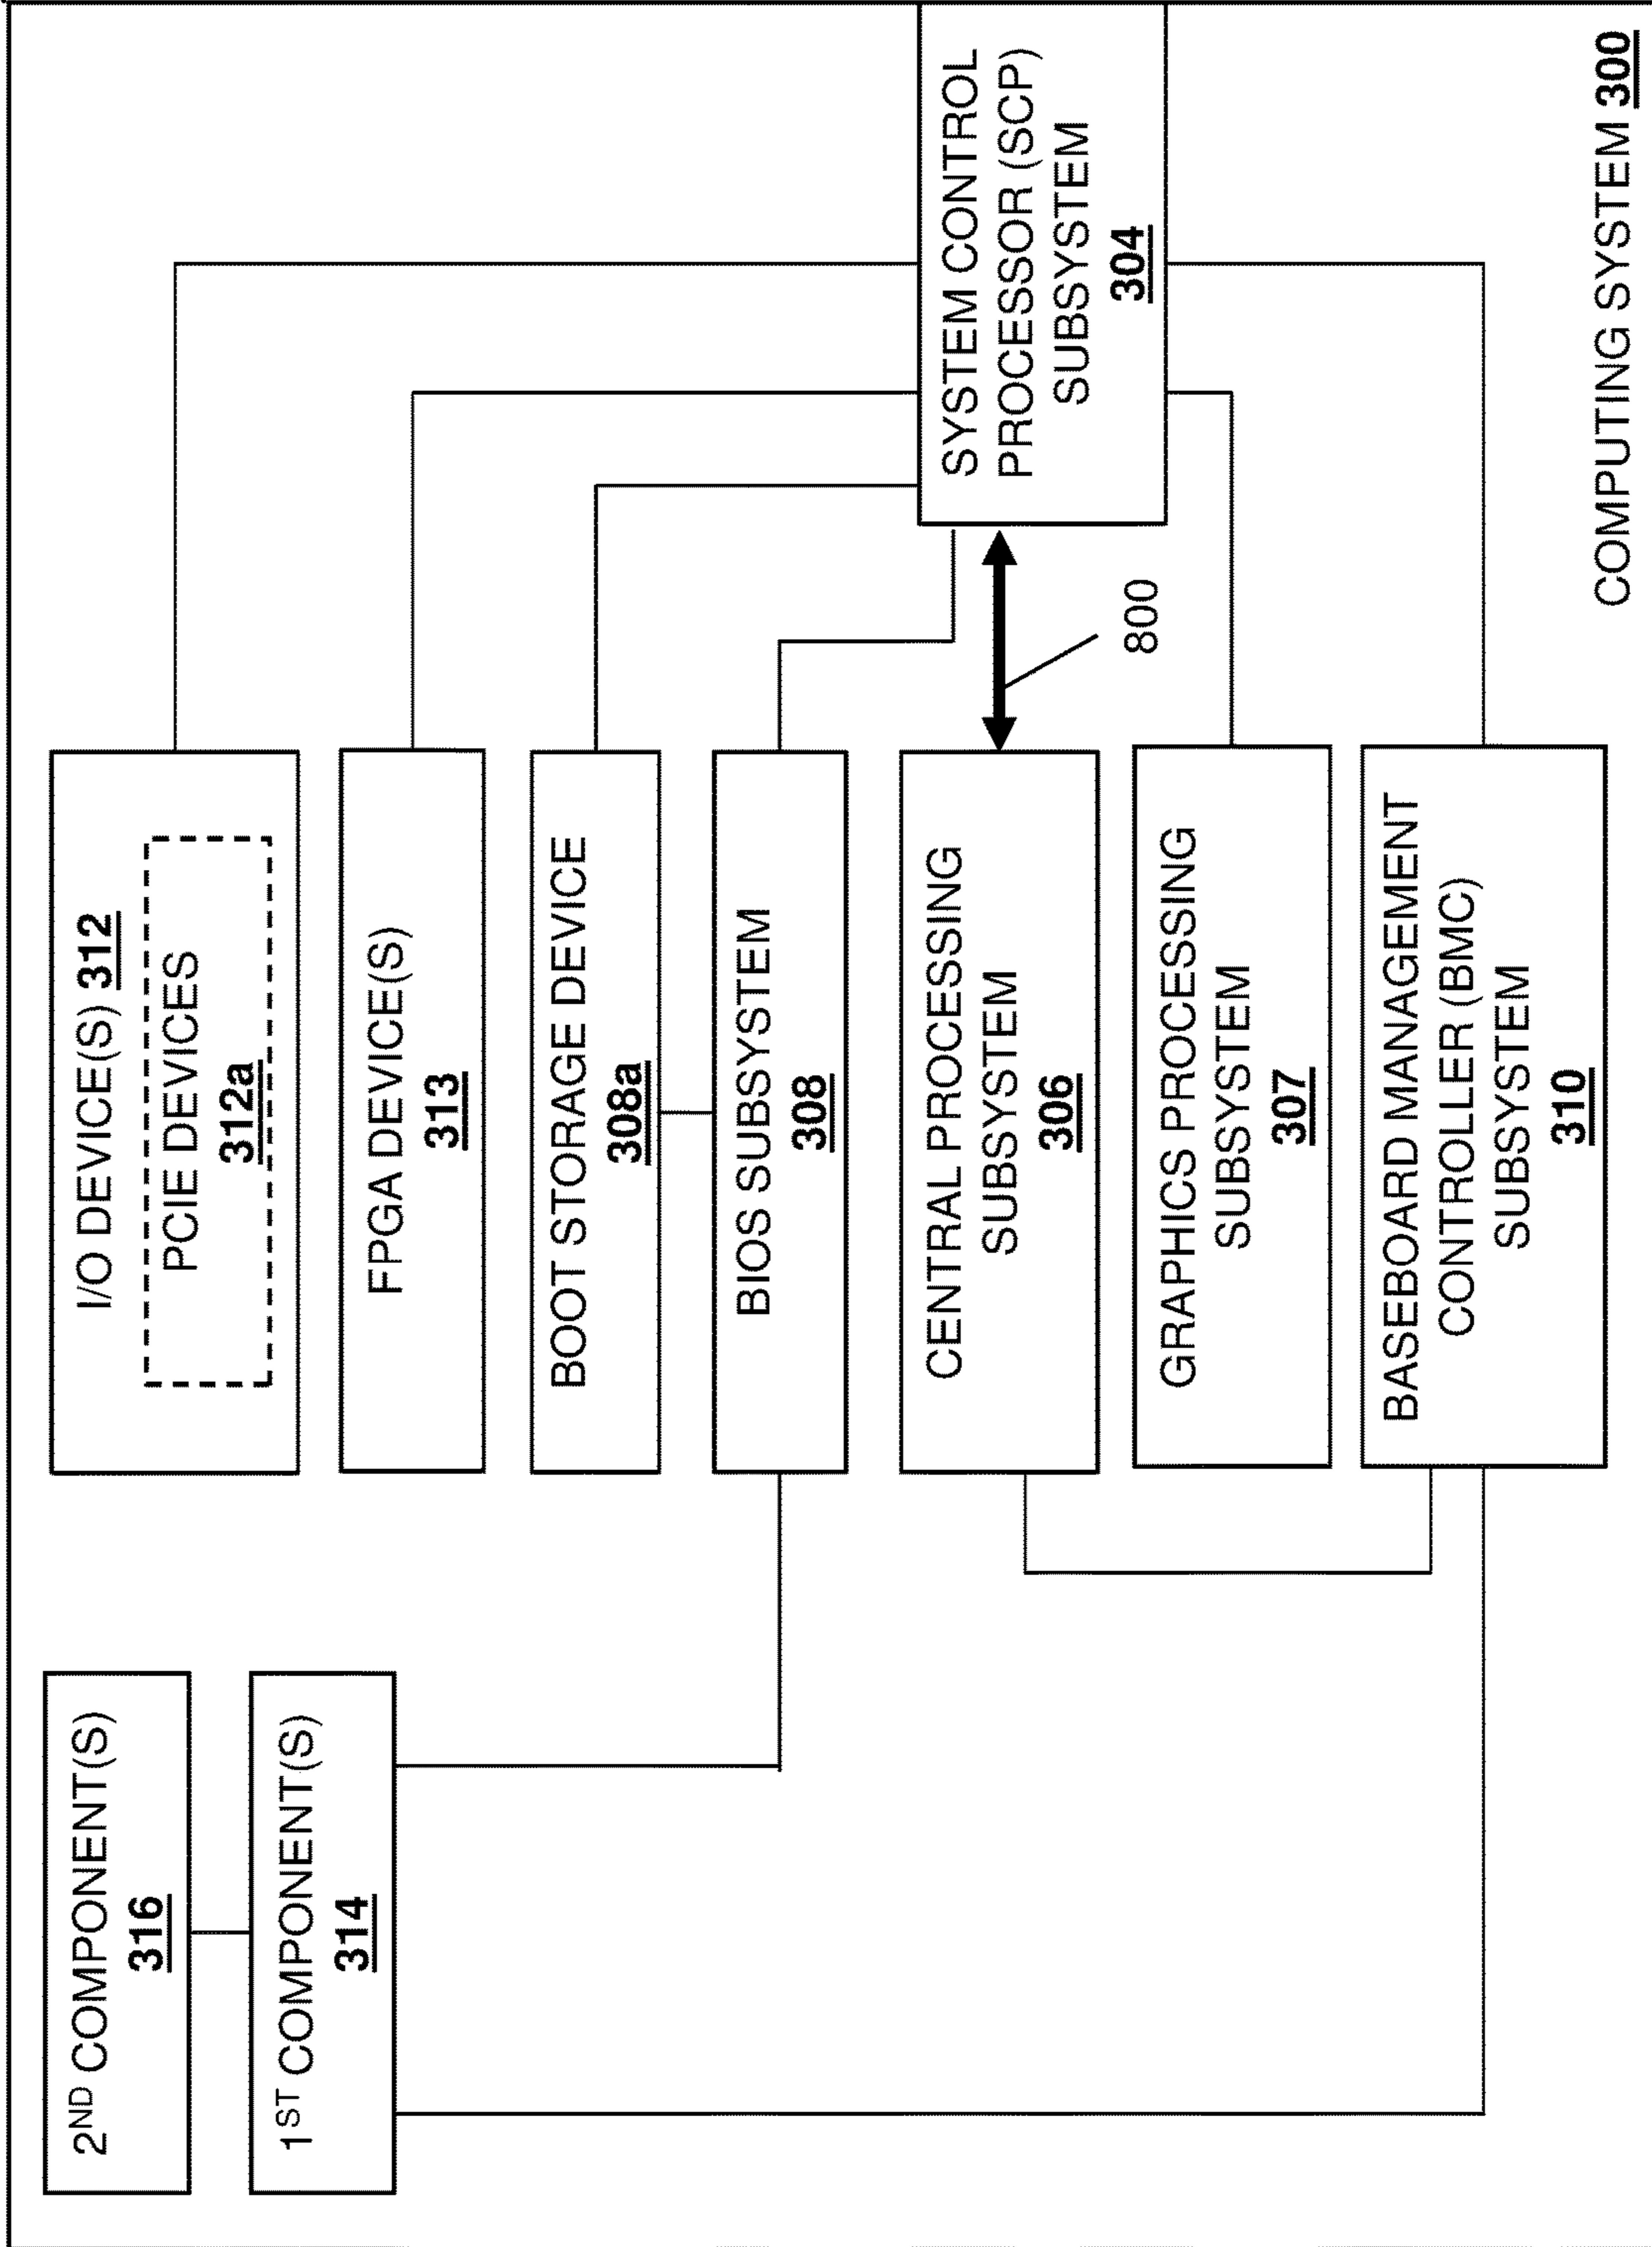 2ND COMPONENT(S)
316
1ST COMPONENT(S)
314
I/O DEVICE(S) 312
PCIE DEVICES
312a
FPGA DEVICE(S)
313
BOOT STORAGE DEVICE
308a
BIOS SUBSYSTEM
308
CENTRAL PROCESSING
SUBSYSTEM
306
GRAPHICS PROCESSING
SUBSYSTEM
307
BASEBOARD MANAGEMENT
CONTROLLER (BMC)
SUBSYSTEM
310
800
SYSTEM CONTROL
PROCESSOR (SCP)
SUBSYSTEM
304
COMPUTING SYSTEM 300